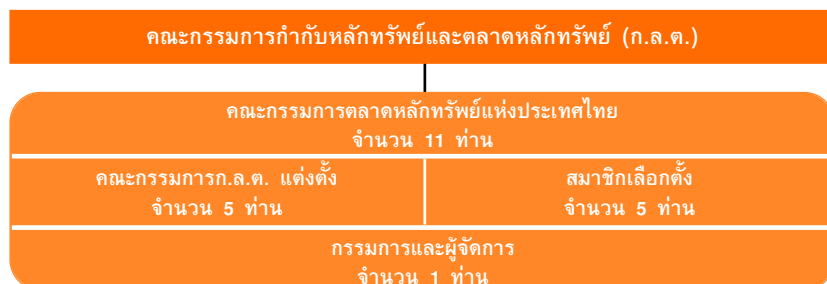 คณะกรรมการกำกับหลักทรัพย์และตลาดหลักทรัพย์ (ก.ล.ต.)
คณะกรรมการตลาดหลักทรัพย์แห่งประเทศไทย
จำนวน 11 ท่าน
คณะกรรมการก.ล.ต. แต่งตั้ง
จำนวน 5 ท่าน
สมาชิกเลือกตั้ง
จำนวน 5 ท่าน
กรรมการและผู้จัดการ
จำนวน 1 ท่าน